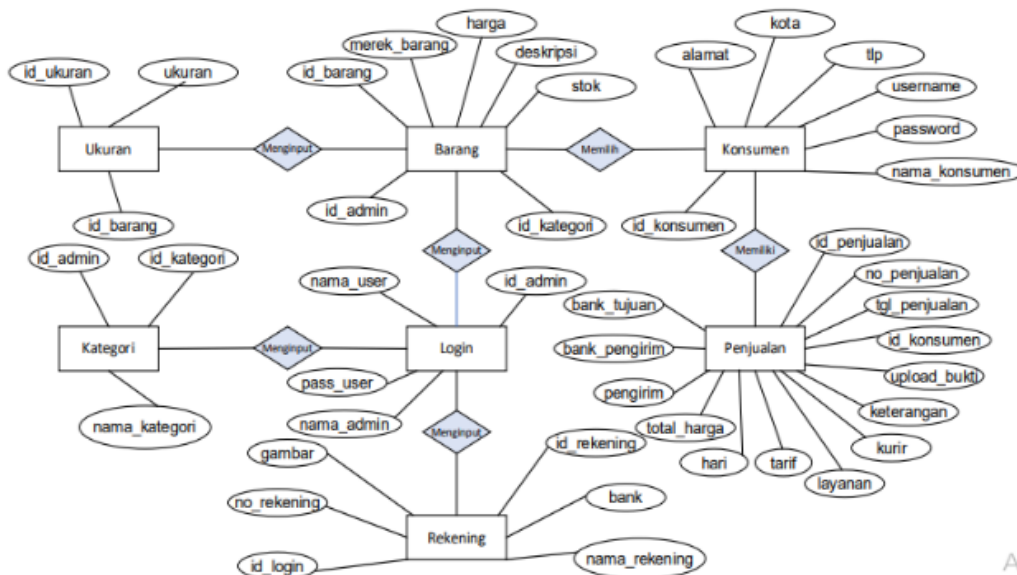 kota
harga
merek_barang
alamat
deskripsi
tlp
id_ukuran
ukuran
id_barang
stok
username
Ukuran
Menginput
Barang
Memilih
Konsumen
password
nama_konsumen
id_barang
id_admin
id_kategori
id_konsumen
id_admin
id_kategori
Menginput
Memiliki
id_penjualan
nama_user
id_admin
no_penjualan
bank_tujuan
tgl_penjualan
Kategori
Menginput
Login
bank_pengirim
Penjualan
id_konsumen
pass_user
pengirim
upload_bukti
nama_kategori
nama_admin
Menginput
total_harga
keterangan
gambar
id_rekening
hari
tarif
kurir
layanan
no_rekening
bank
Rekening
id_login
nama_rekening
A